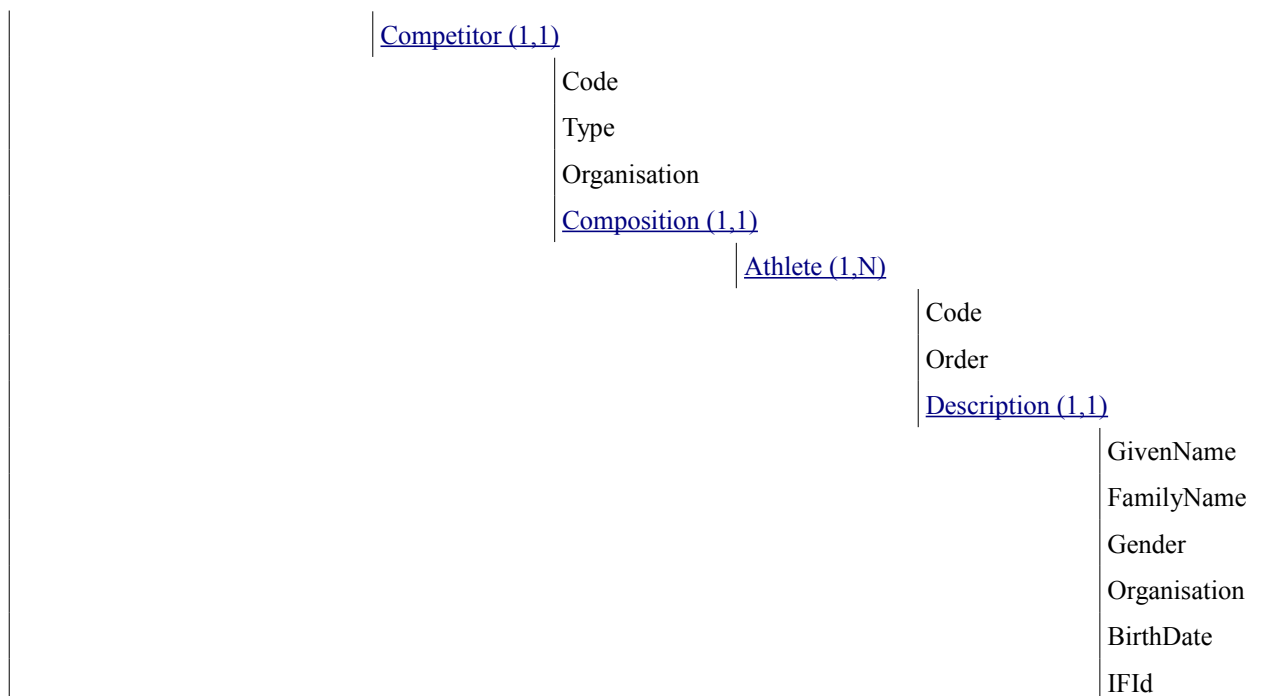 Competitor (1,1)
Code
Type
Organisation
Composition (1,1)
Athlete (1,N)
Code
Order
Description (1,1)
GivenName
FamilyName
Gender
Organisation
BirthDate
IFId